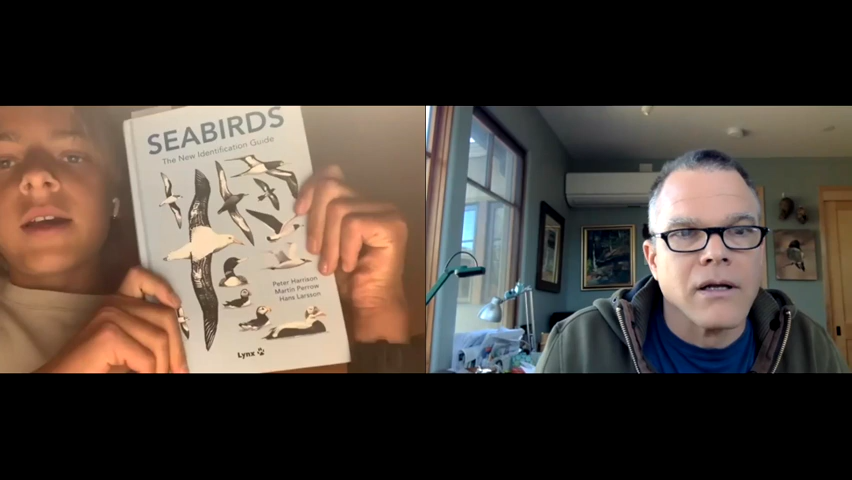 SEABIRDS
The New Identification Guide
Peter Harrison
Martin Perrow
Hans Larsson
Lynx